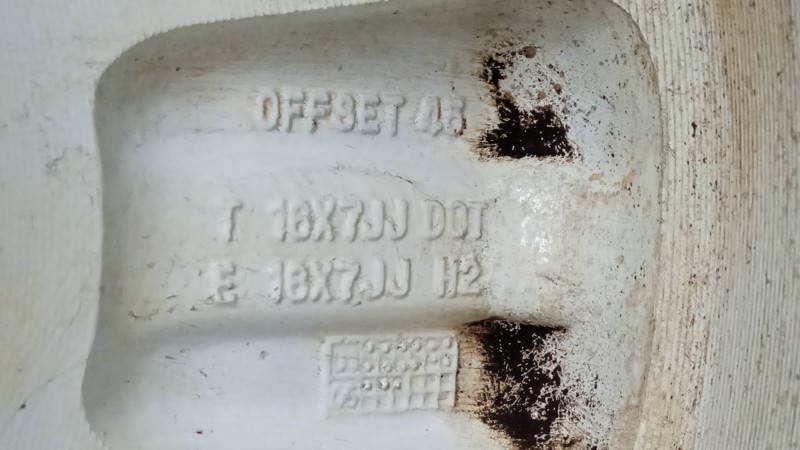 OFFSET 45
T 16X7JJ DOT
E 16X7JJ H2